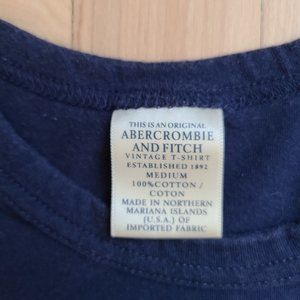 THIS IS AN ORIGINAL
ABERCROMBIE
AND FITCH
VINTAGE T-SHIRT
ESTABLISHED 1892
MEDIUM
100% COTTON /
COTON
MADE IN NORTHERN
MARIANA ISLANDS
(U.S.A.) OF
IMPORTED FABRIC